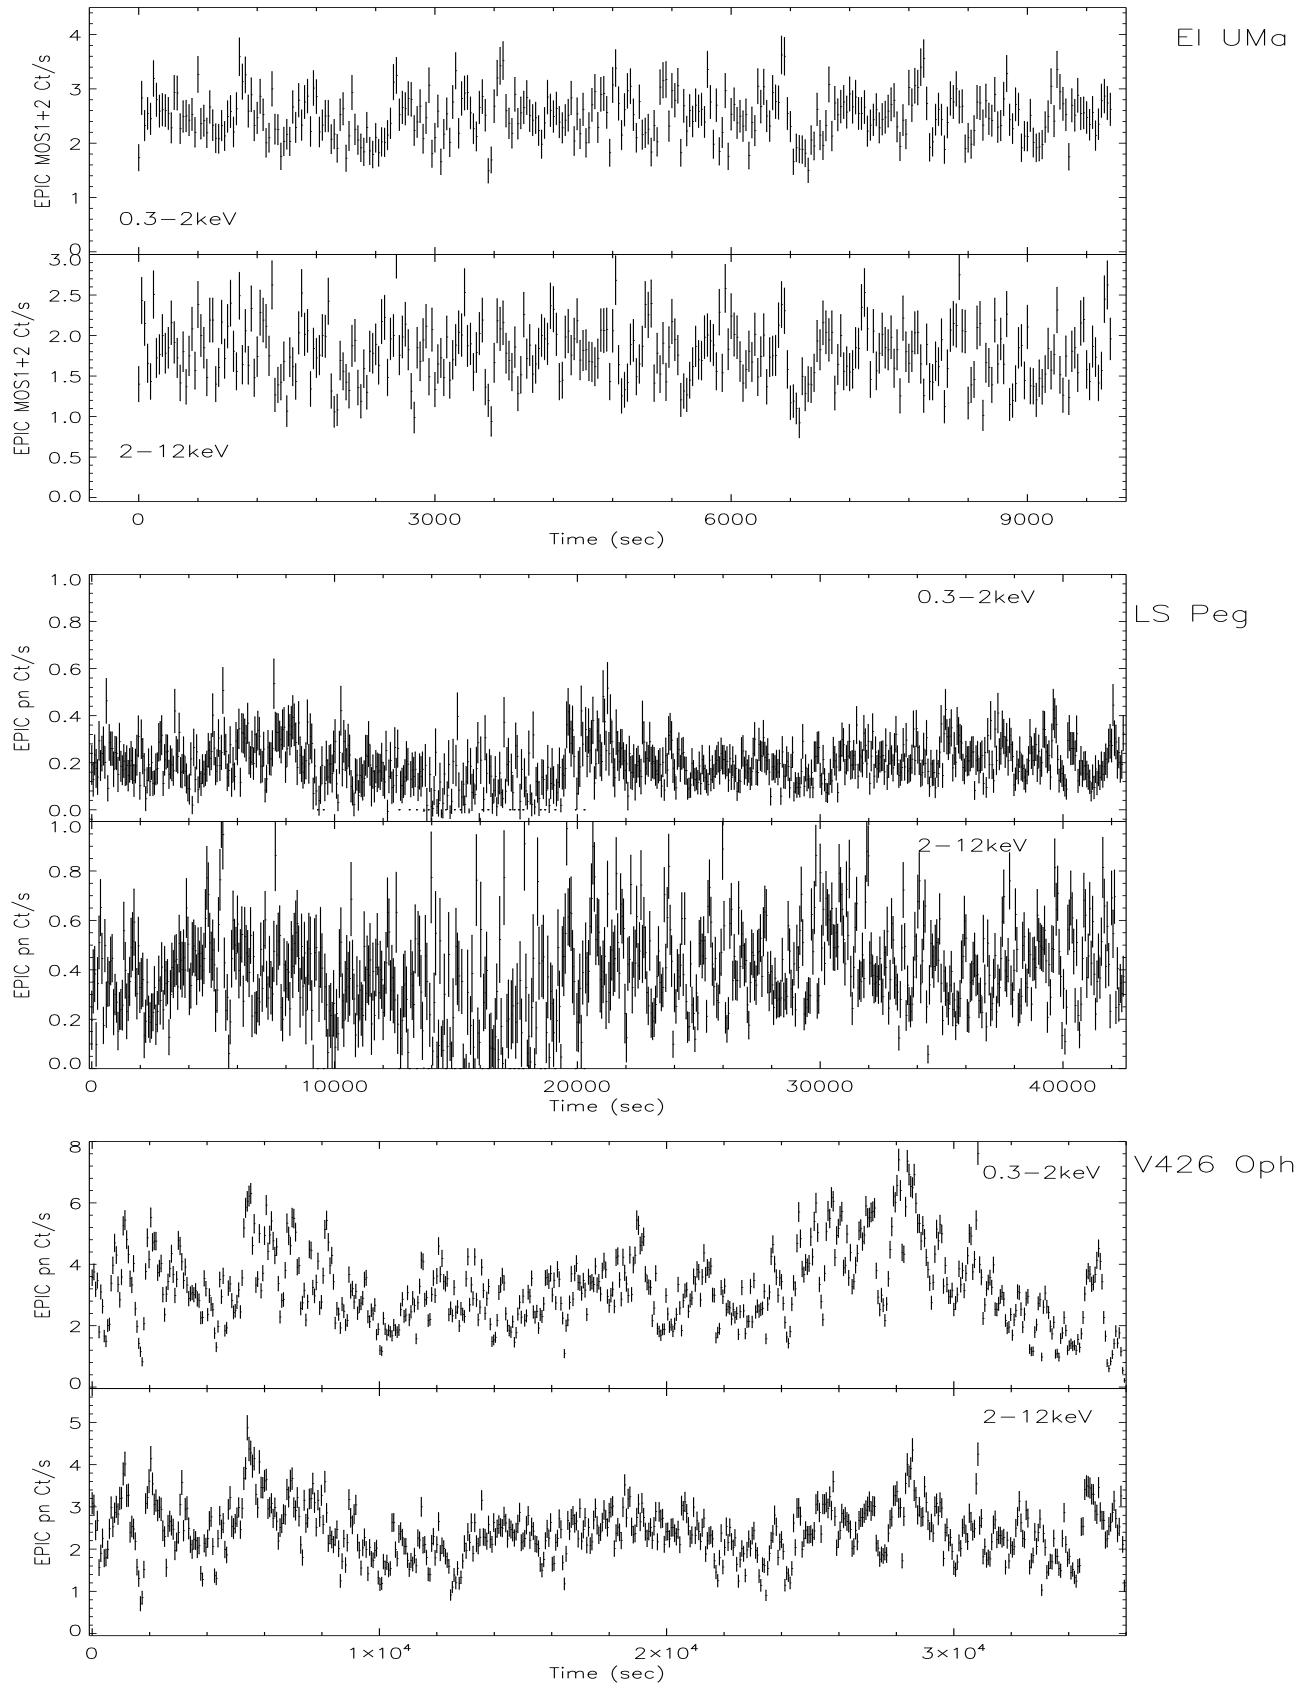 EI UMa
EPIC MOS1+2 Ct/s
4
3
2
1
0
0.3-2keV
EPIC MOS1+2 Ct/s
3.0
2.5
2.0
1.5
1.0
0.5
0.0
2-12keV
0 3000 6000 9000
Time (sec)
LS Peg
EPIC pn Ct/s
1.0
0.8
0.6
0.4
0.2
0.0
0.3-2keV
EPIC pn Ct/s
1.0
0.8
0.6
0.4
0.2
0.0
2-12keV
0 10000 20000 30000 40000
Time (sec)
V426 Oph
EPIC pn Ct/s
8
6
4
2
0
0.3-2keV
EPIC pn Ct/s
5
4
3
2
1
0
2-12keV
0 1×10⁴ 2×10⁴ 3×10⁴
Time (sec)